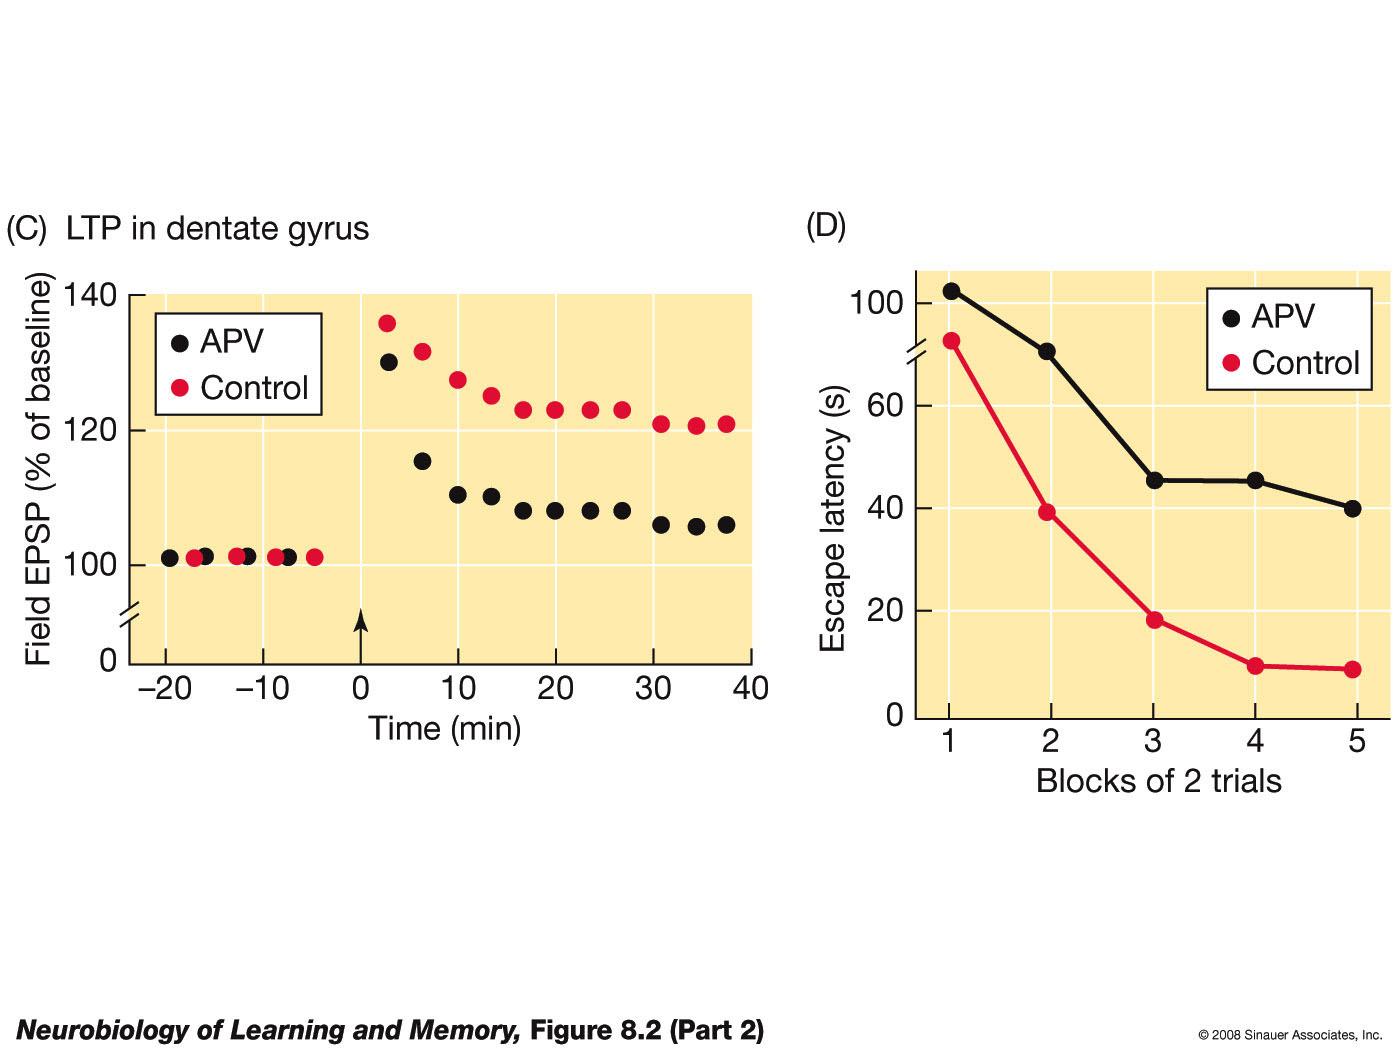 (C) LTP in dentate gyrus
Field EPSP (% of baseline)
140
120
100
0
APV
Control
–20 –10 0 10 20 30 40
Time (min)
(D)
Escape latency (s)
100
60
40
20
0
APV
Control
1 2 3 4 5
Blocks of 2 trials
Neurobiology of Learning and Memory, Figure 8.2 (Part 2)
© 2008 Sinauer Associates, Inc.